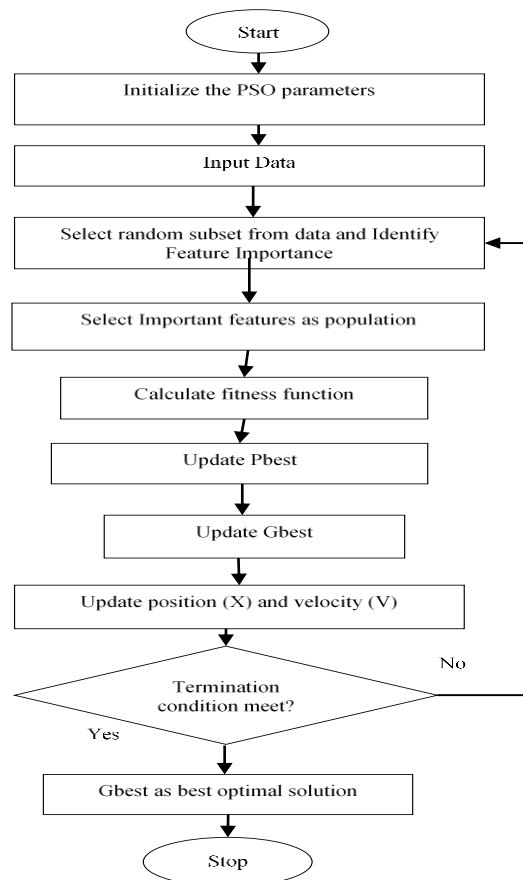 Start
Initialize the PSO parameters
Input Data
Select random subset from data and Identify
Feature Importance
Select Important features as population
Calculate fitness function
Update Pbest
Update Gbest
Update position (X) and velocity (V)
No
Termination
condition meet?
Yes
Gbest as best optimal solution
Stop